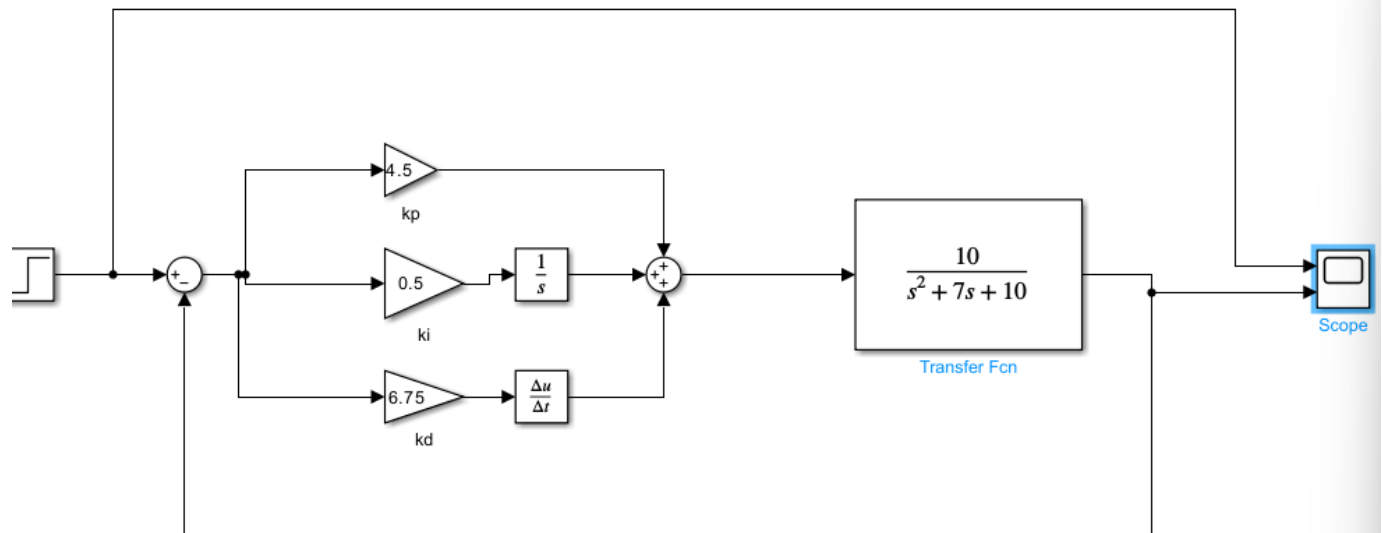 4.5
kp
0.5
ki
1
s
6.75
kd
Δu
Δt
+
−
+
+
+
10
s² + 7s + 10
Transfer Fcn
Scope